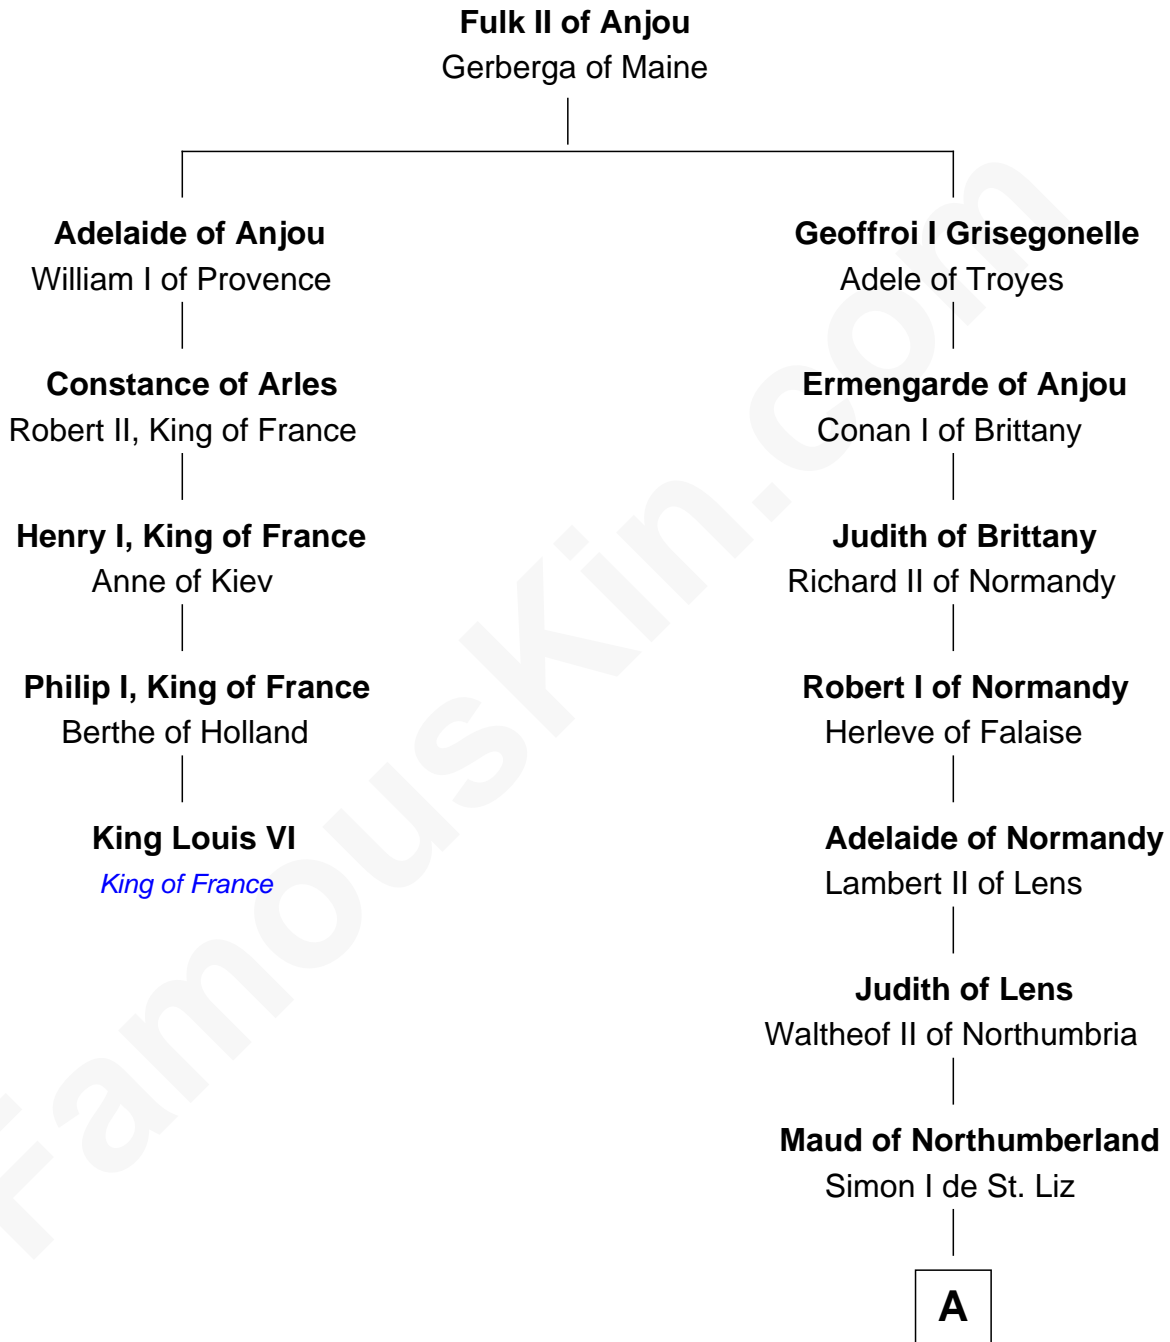 Fulk II of Anjou
Gerberga of Maine
Adelaide of Anjou
William I of Provence
Geoffroi I Grisegonelle
Adele of Troyes
Constance of Arles
Robert II, King of France
Ermengarde of Anjou
Conan I of Brittany
Henry I, King of France
Anne of Kiev
Judith of Brittany
Richard II of Normandy
Philip I, King of France
Berthe of Holland
Robert I of Normandy
Herleve of Falaise
King Louis VI
King of France
Adelaide of Normandy
Lambert II of Lens
Judith of Lens
Waltheof II of Northumbria
Maud of Northumberland
Simon I de St. Liz
A
FamousKin.com